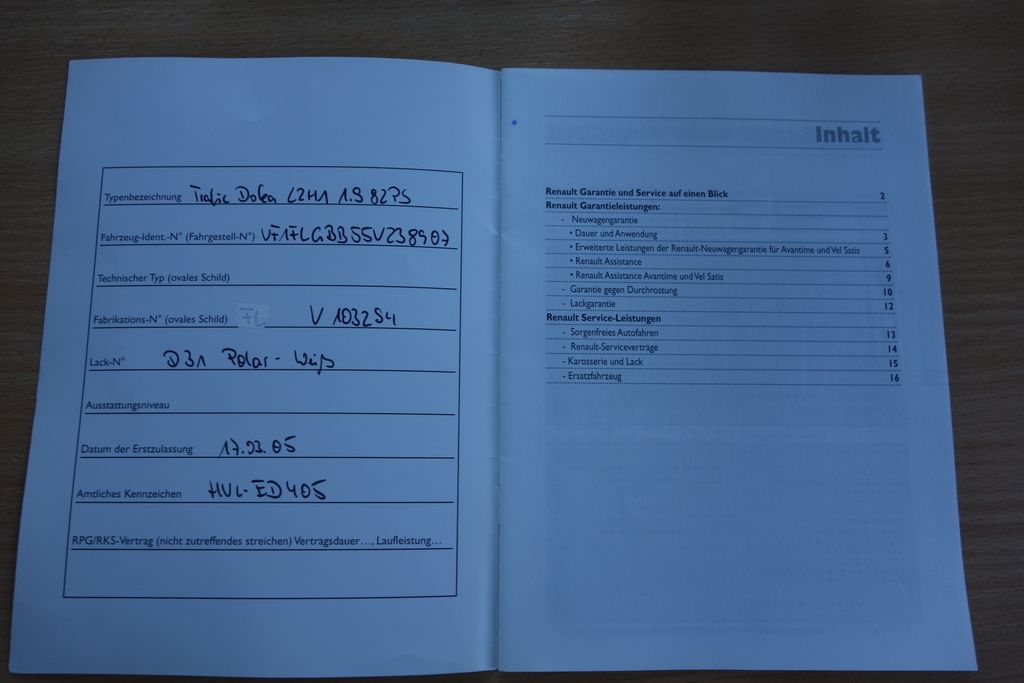 Typenbezeichnung Trafic Doka L2H1 1.9 82PS
Fahrzeug-Ident.-N° (Fahrgestell-N°) VF1FLGBB55V238907
Technischer Typ (ovales Schild)
Fabrikations-N° (ovales Schild) FL V 103294
Lack-N° D31 Polar-Weiß
Ausstattungsniveau
Datum der Erstzulassung 17.03.05
Amtliches Kennzeichen HVL-ED405
RPG/RKS-Vertrag (nicht zutreffendes streichen) Vertragsdauer…, Laufleistung…
Inhalt
Renault Garantie und Service auf einen Blick 2
Renault Garantieleistungen:
- Neuwagengarantie
• Dauer und Anwendung 3
• Erweiterte Leistungen der Renault-Neuwagengarantie für Avantime und Vel Satis 5
• Renault Assistance 6
• Renault Assistance Avantime und Vel Satis 9
- Garantie gegen Durchrostung 10
- Lackgarantie 12
Renault Service-Leistungen
- Sorgenfreies Autofahren 13
- Renault-Serviceverträge 14
- Karosserie und Lack 15
- Ersatzfahrzeug 16